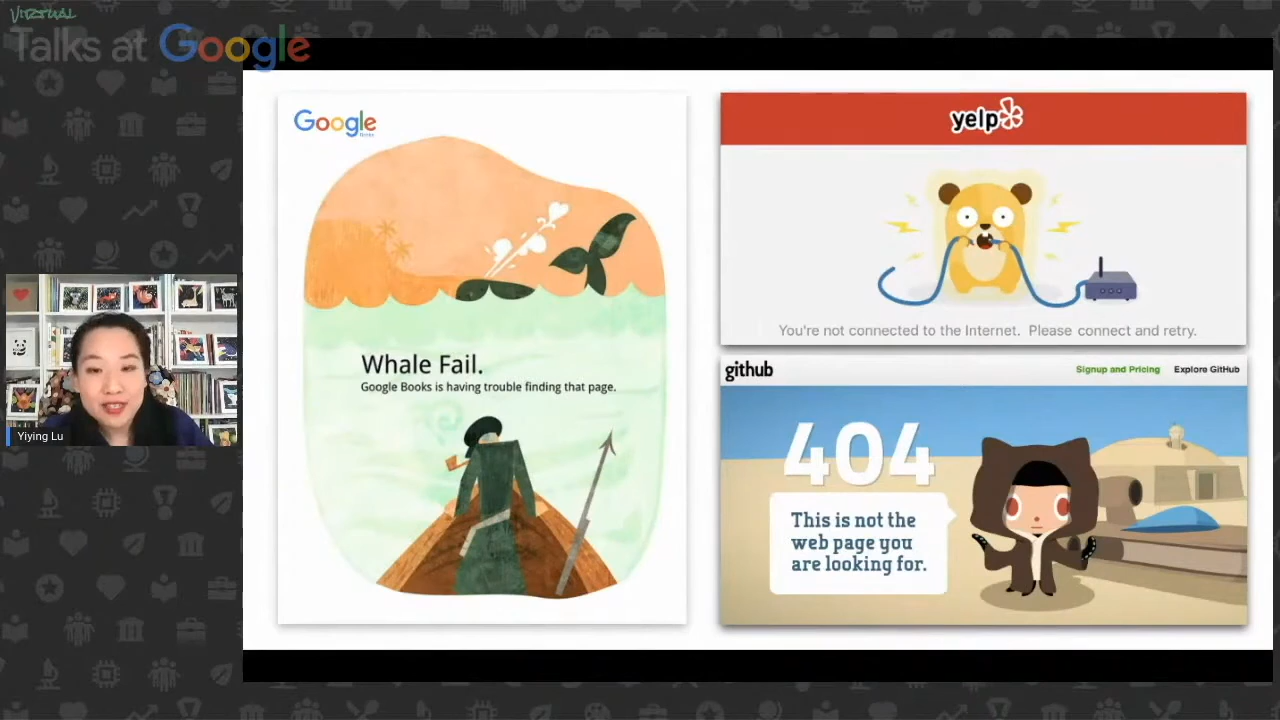 VIRTUAL
Talks at Google
Google
Books
Whale Fail.
Google Books is having trouble finding that page.
yelp
You're not connected to the Internet. Please connect and retry.
github
Signup and Pricing Explore GitHub
404
This is not the
web page you
are looking for.
Yiying Lu